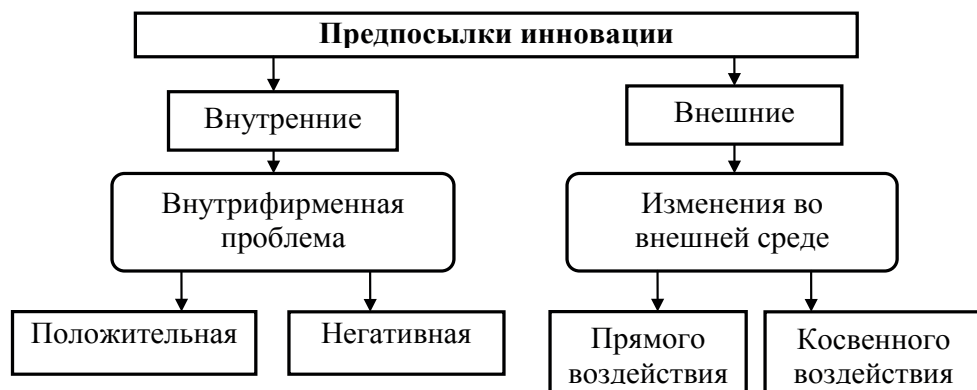 Предпосылки инновации
Внутренние
Внешние
Внутрифирменная
проблема
Изменения во
внешней среде
Положительная
Негативная
Прямого
воздействия
Косвенного
воздействия